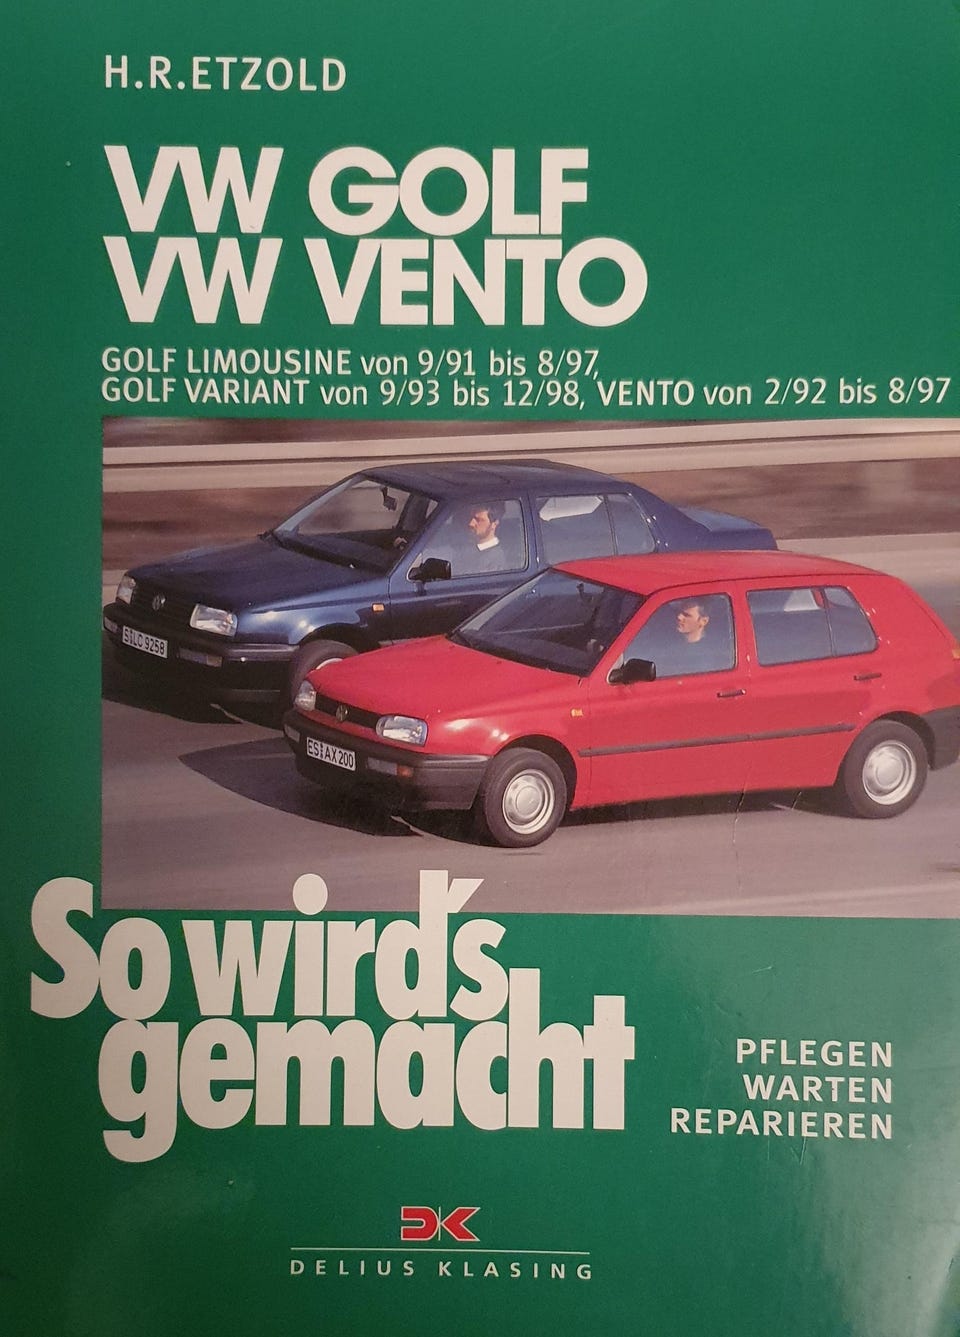 H.R.ETZOLD
VW GOLF
VW VENTO
GOLF LIMOUSINE von 9/91 bis 8/97,
GOLF VARIANT von 9/93 bis 12/98, VENTO von 2/92 bis 8/97
S:LC 9258
ES:AX 200
So wird's
gemacht
PFLEGEN
WARTEN
REPARIEREN
DK
DELIUS KLASING